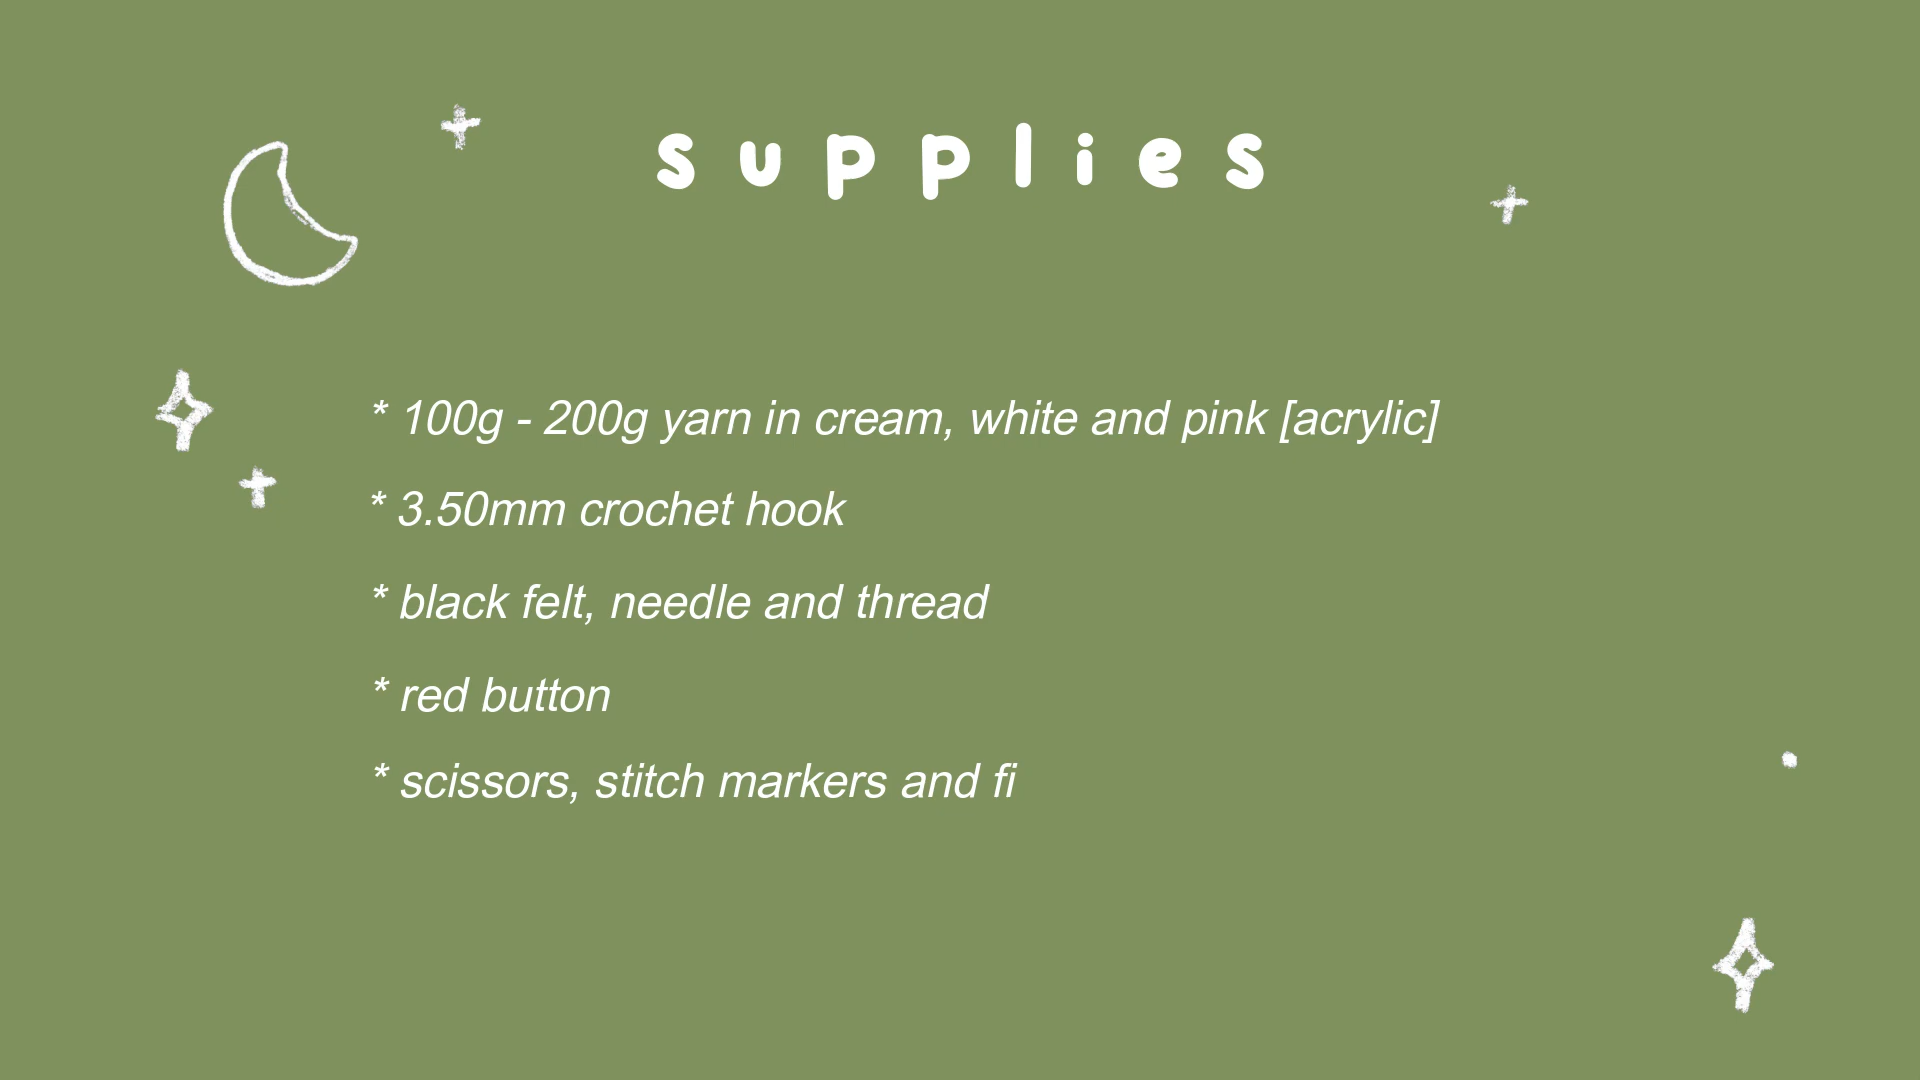 supplies
* 100g - 200g yarn in cream, white and pink [acrylic]
* 3.50mm crochet hook
* black felt, needle and thread
* red button
* scissors, stitch markers and fi